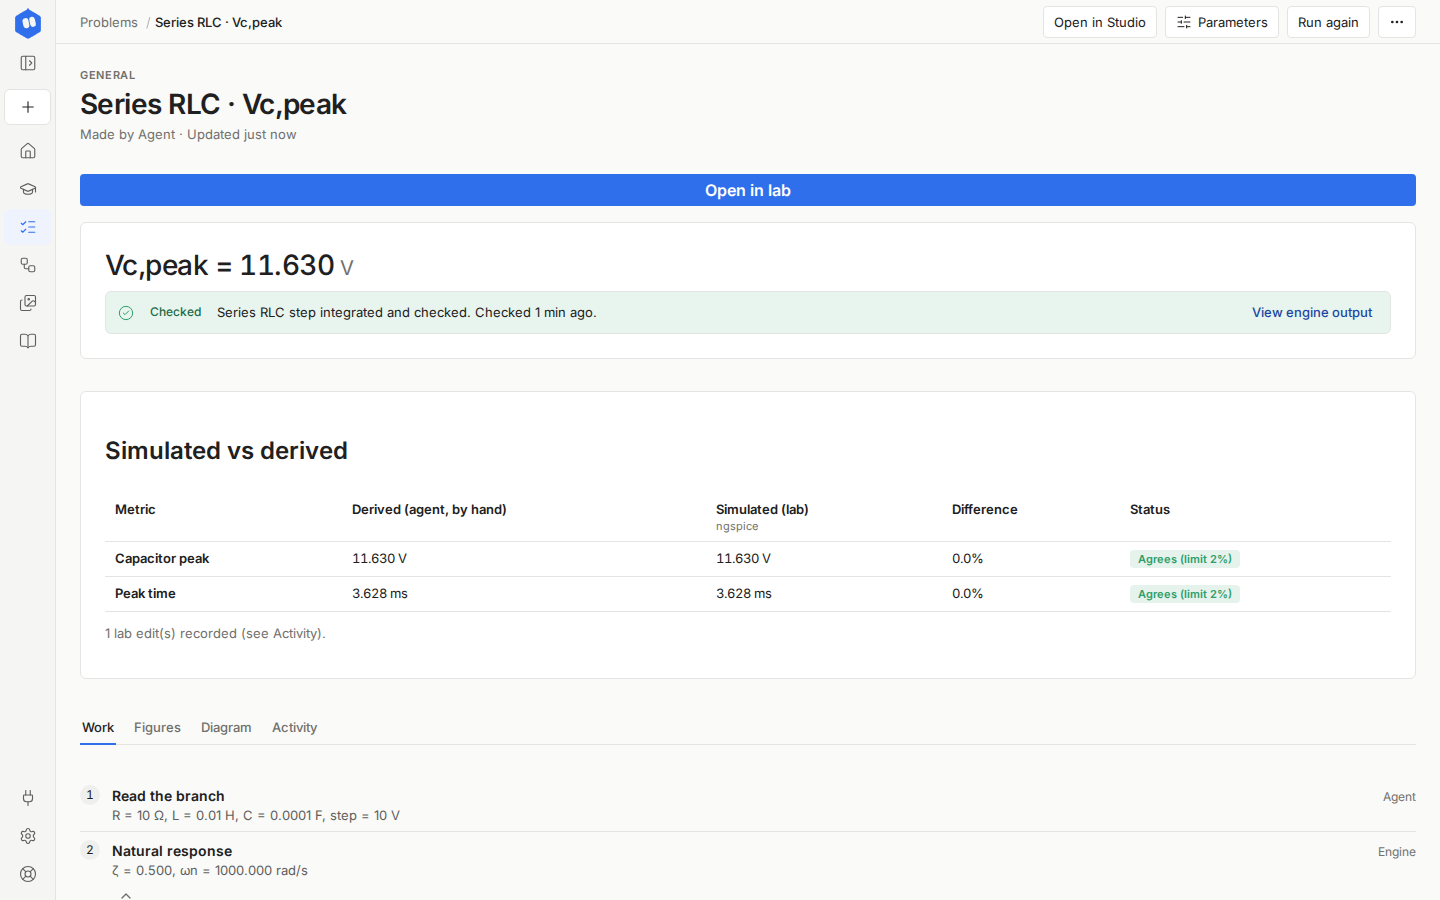 Problems / Series RLC · Vc,peak
Open in Studio
Parameters
Run again
GENERAL
Series RLC · Vc,peak
Made by Agent · Updated just now
Open in lab
Vc,peak = 11.630 V
Checked Series RLC step integrated and checked. Checked 1 min ago. View engine output
Simulated vs derived
Metric Derived (agent, by hand) Simulated (lab) Difference Status
ngspice
Capacitor peak 11.630 V 11.630 V 0.0% Agrees (limit 2%)
Peak time 3.628 ms 3.628 ms 0.0% Agrees (limit 2%)
1 lab edit(s) recorded (see Activity).
Work Figures Diagram Activity
1 Read the branch Agent
R = 10 Ω, L = 0.01 H, C = 0.0001 F, step = 10 V
2 Natural response Engine
ζ = 0.500, ωn = 1000.000 rad/s